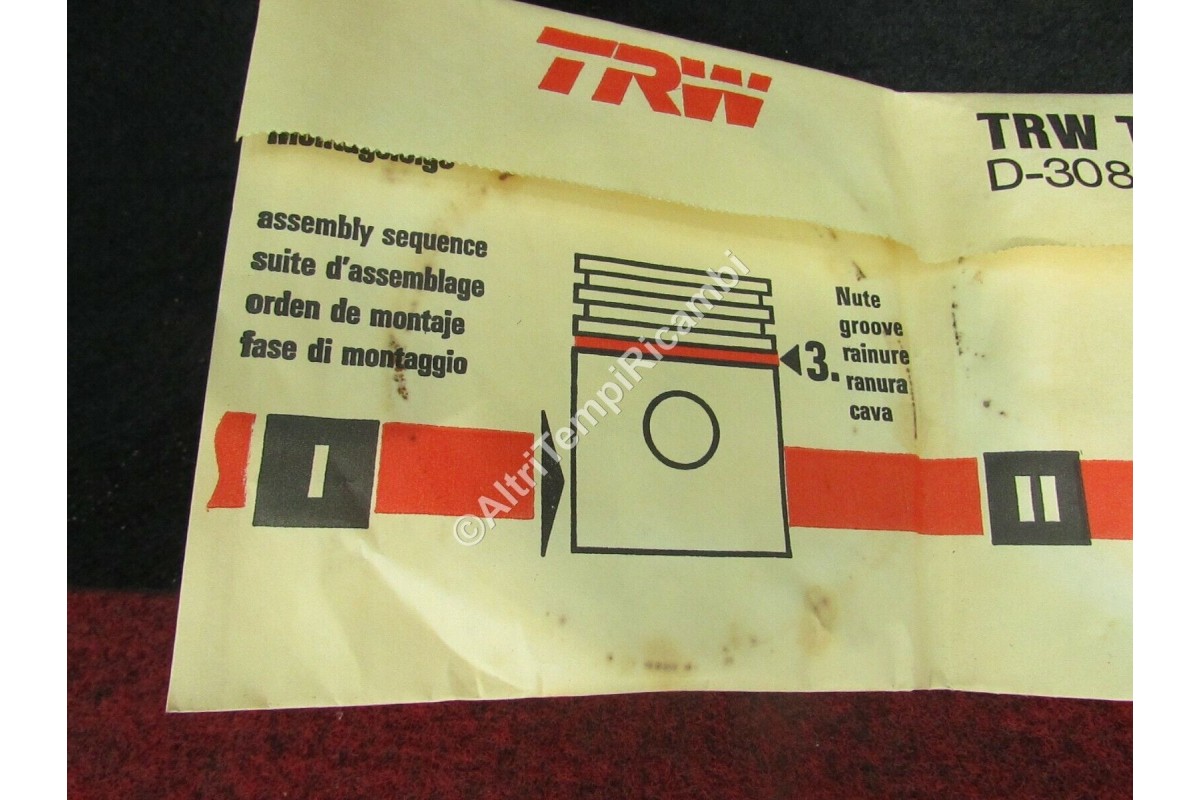 TRW
TRW T
D-308
Montagefolge
assembly sequence
suite d'assemblage
orden de montaje
fase di montaggio
3.
Nute
groove
rainure
ranura
cava
I
II
©AltriTempiRicambi